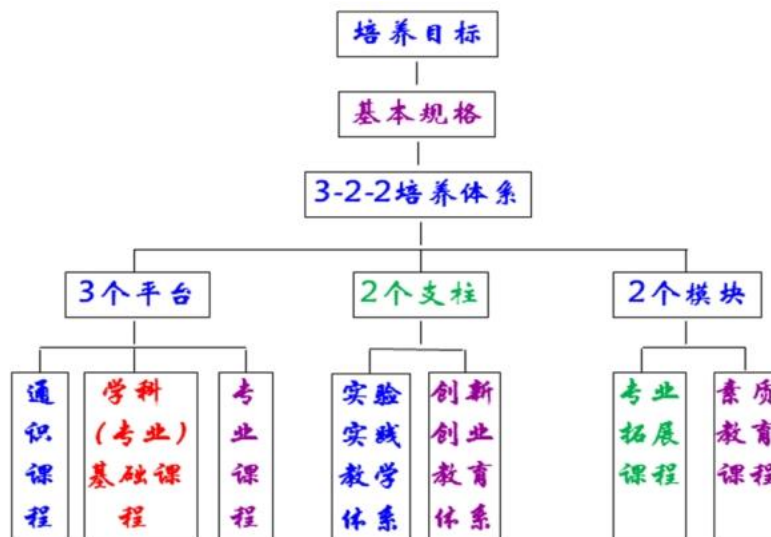 培养目标
基本规格
3-2-2培养体系
3个平台
2个支柱
2个模块
通识课程
学科
（专业）
基础课
程
专业课程
实验
实践
教学
体系
创新
创业
教育
体系
专业
拓展
课程
素质
教育
课程